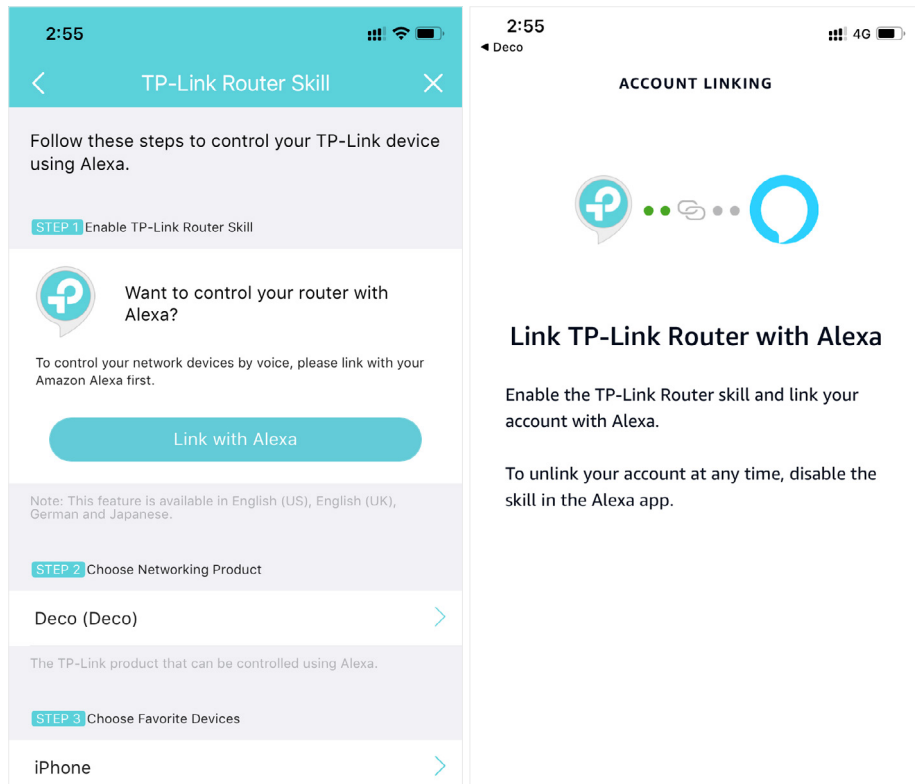 2:55
TP-Link Router Skill
Follow these steps to control your TP-Link device
using Alexa.
STEP 1 Enable TP-Link Router Skill
Want to control your router with
Alexa?
To control your network devices by voice, please link with your
Amazon Alexa first.
Link with Alexa
Note: This feature is available in English (US), English (UK),
German and Japanese.
STEP 2 Choose Networking Product
Deco (Deco)
The TP-Link product that can be controlled using Alexa.
STEP 3 Choose Favorite Devices
iPhone
2:55
4G
Deco
ACCOUNT LINKING
Link TP-Link Router with Alexa
Enable the TP-Link Router skill and link your
account with Alexa.
To unlink your account at any time, disable the
skill in the Alexa app.